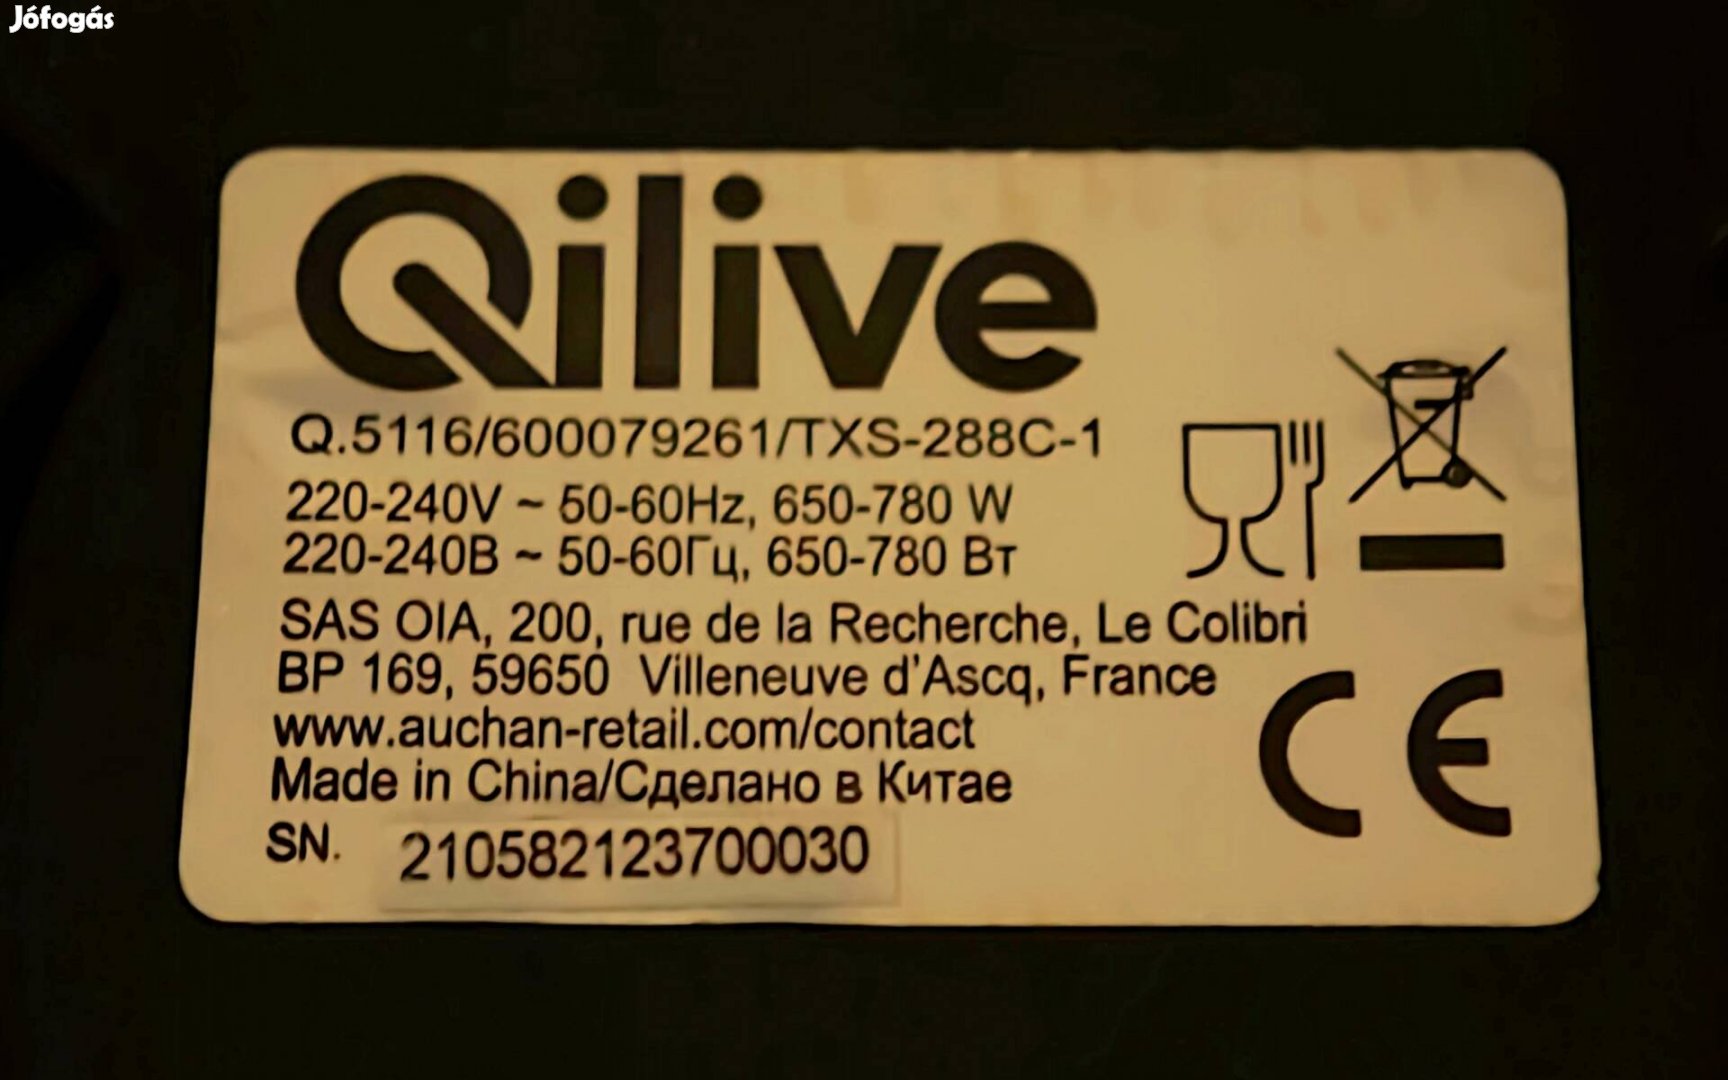 Jófogás
Qilive
Q.5116/600079261/TXS-288C-1
220-240V ~ 50-60Hz, 650-780 W
220-240В ~ 50-60Гц, 650-780 Вт
SAS OIA, 200, rue de la Recherche, Le Colibri
BP 169, 59650 Villeneuve d'Ascq, France
www.auchan-retail.com/contact
Made in China/Сделано в Китае
SN. 210582123700030
CE